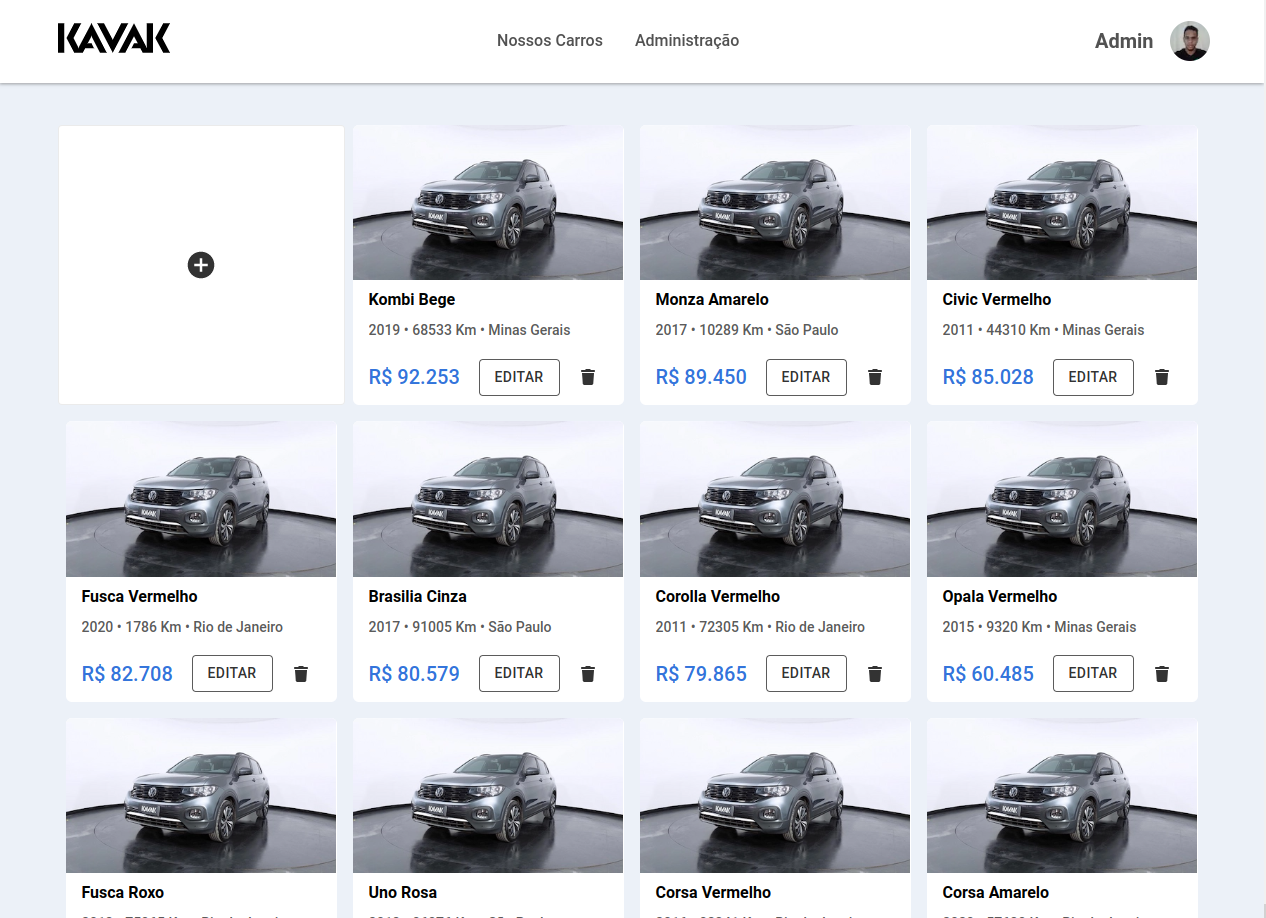 KAVAK
Nossos Carros
Administração
Admin
Kombi Bege
2019 • 68533 Km • Minas Gerais
R$ 92.253
EDITAR
Monza Amarelo
2017 • 10289 Km • São Paulo
R$ 89.450
EDITAR
Civic Vermelho
2011 • 44310 Km • Minas Gerais
R$ 85.028
EDITAR
Fusca Vermelho
2020 • 1786 Km • Rio de Janeiro
R$ 82.708
EDITAR
Brasilia Cinza
2017 • 91005 Km • São Paulo
R$ 80.579
EDITAR
Corolla Vermelho
2011 • 72305 Km • Rio de Janeiro
R$ 79.865
EDITAR
Opala Vermelho
2015 • 9320 Km • Minas Gerais
R$ 60.485
EDITAR
Fusca Roxo
Uno Rosa
Corsa Vermelho
Corsa Amarelo